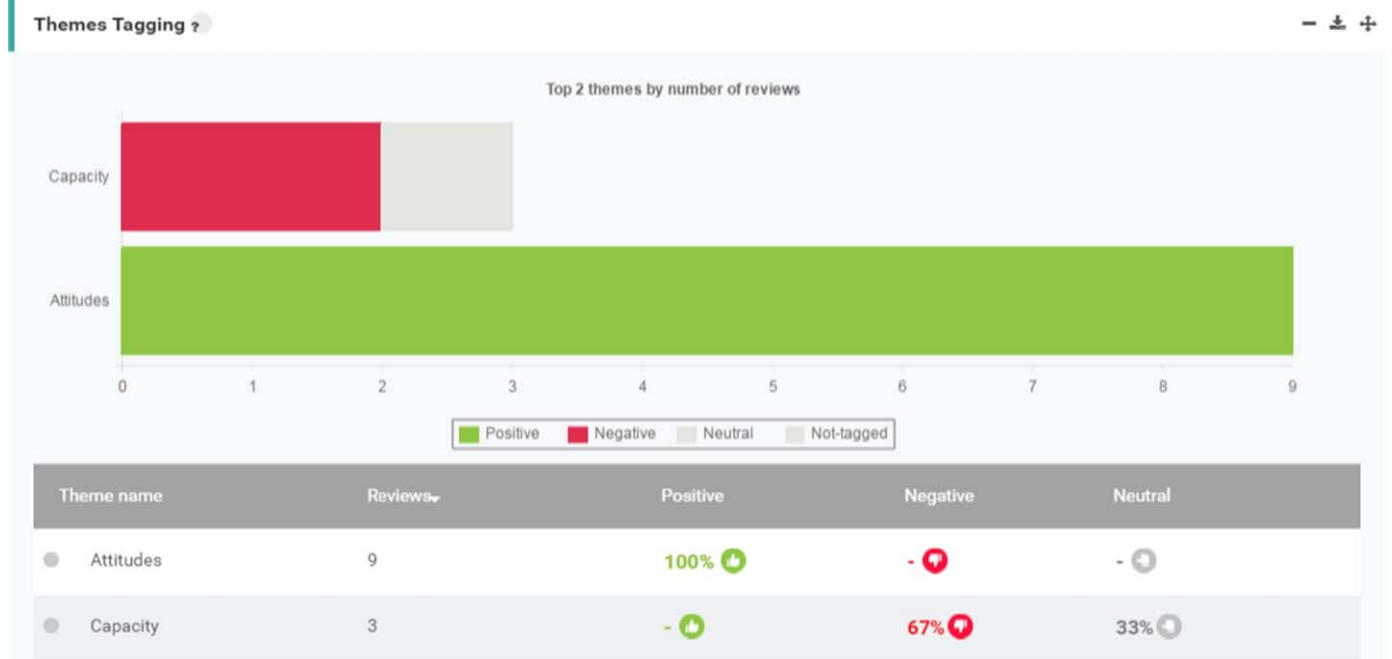 Themes Tagging ?
Top 2 themes by number of reviews
Capacity
Attitudes
0 1 2 3 4 5 6 7 8 9
Positive Negative Neutral Not-tagged
Theme name Reviews Positive Negative Neutral
Attitudes 9 100% - -
Capacity 3 - 67% 33%